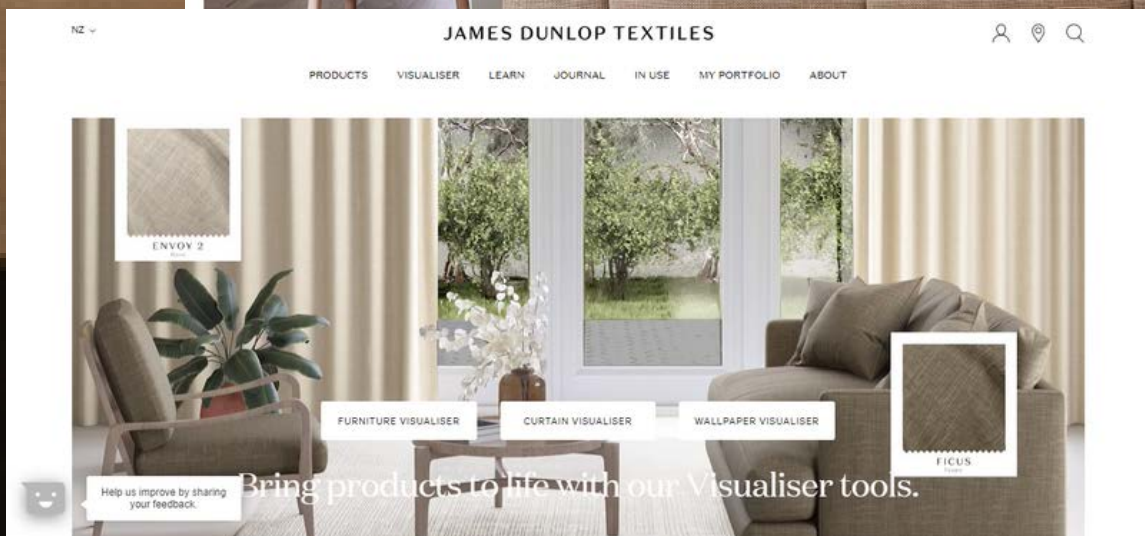 NZ
JAMES DUNLOP TEXTILES
PRODUCTS VISUALISER LEARN JOURNAL IN USE MY PORTFOLIO ABOUT
ENVOY 2
FURNITURE VISUALISER CURTAIN VISUALISER WALLPAPER VISUALISER
FICUS
Bring products to life with our Visualiser tools.
Help us improve by sharing
your feedback.